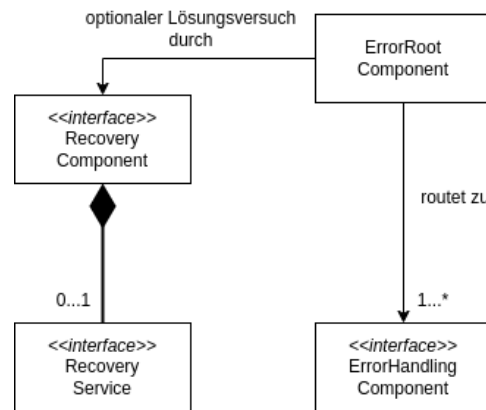 optionaler Lösungsversuch
durch
ErrorRoot
Component
<<interface>>
Recovery
Component
routet zu
0...1
1...*
<<interface>>
Recovery
Service
<<interface>>
ErrorHandling
Component